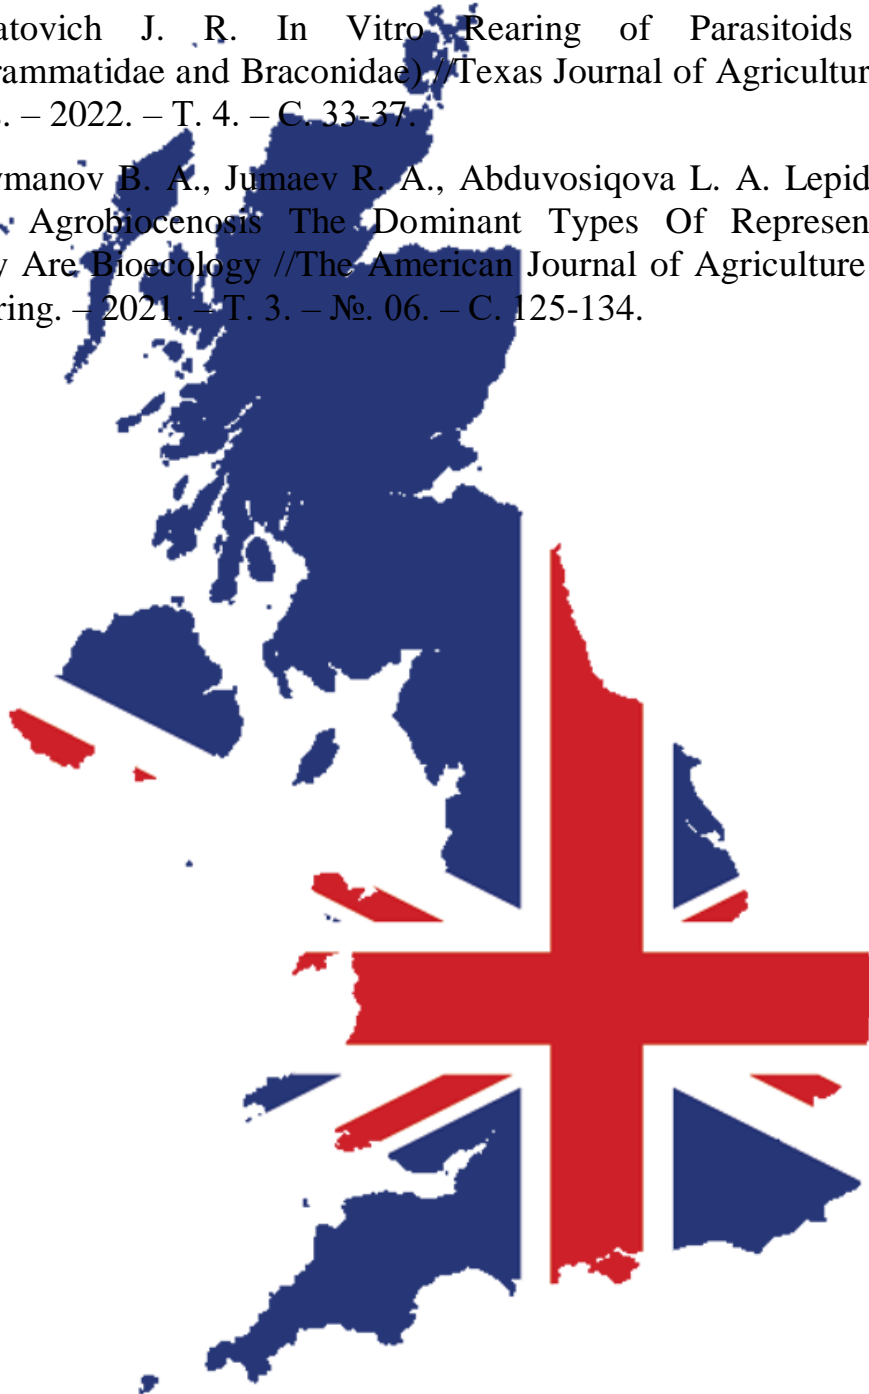 atovich J. R. In Vitro Rearing of Parasitoids
rammatidae and Braconidae) //Texas Journal of Agricultur
. – 2022. – T. 4. – C. 33-37.
ymanov B. A., Jumaev R. A., Abduvosiqova L. A. Lepid
Agrobiocenosis The Dominant Types Of Represen
y Are Bioecology //The American Journal of Agriculture
ring. – 2021. – T. 3. – №. 06. – C. 125-134.